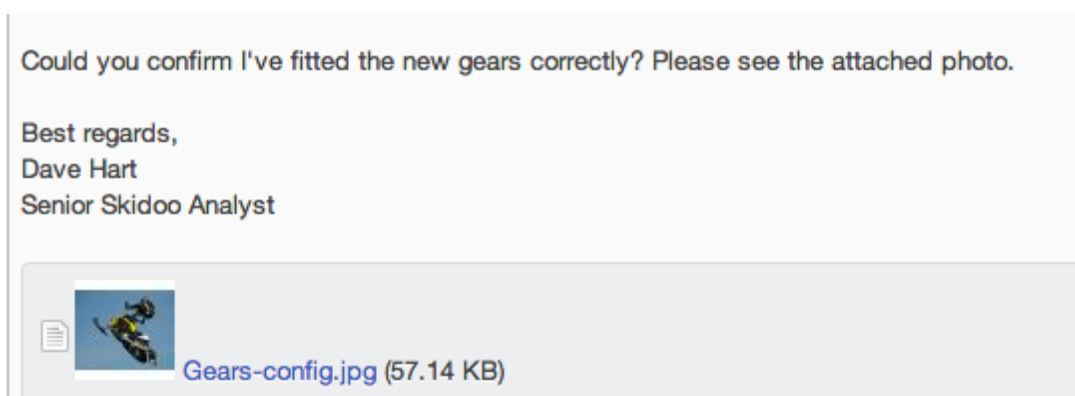 Could you confirm I've fitted the new gears correctly? Please see the attached photo.
Best regards,
Dave Hart
Senior Skidoo Analyst
Gears-config.jpg (57.14 KB)